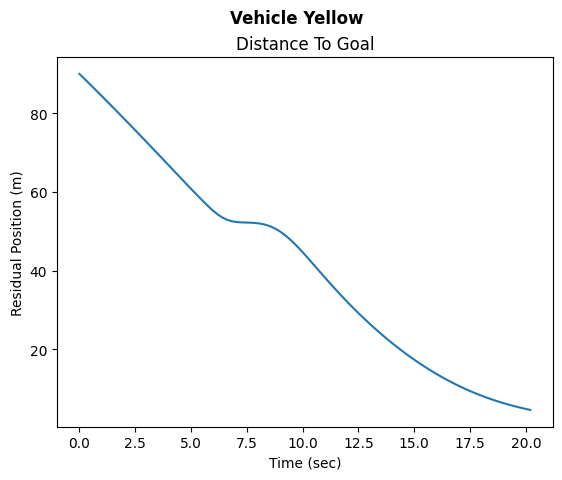 Vehicle Yellow
Distance To Goal
80
60
40
20
Residual Position (m)
0.0 2.5 5.0 7.5 10.0 12.5 15.0 17.5 20.0
Time (sec)